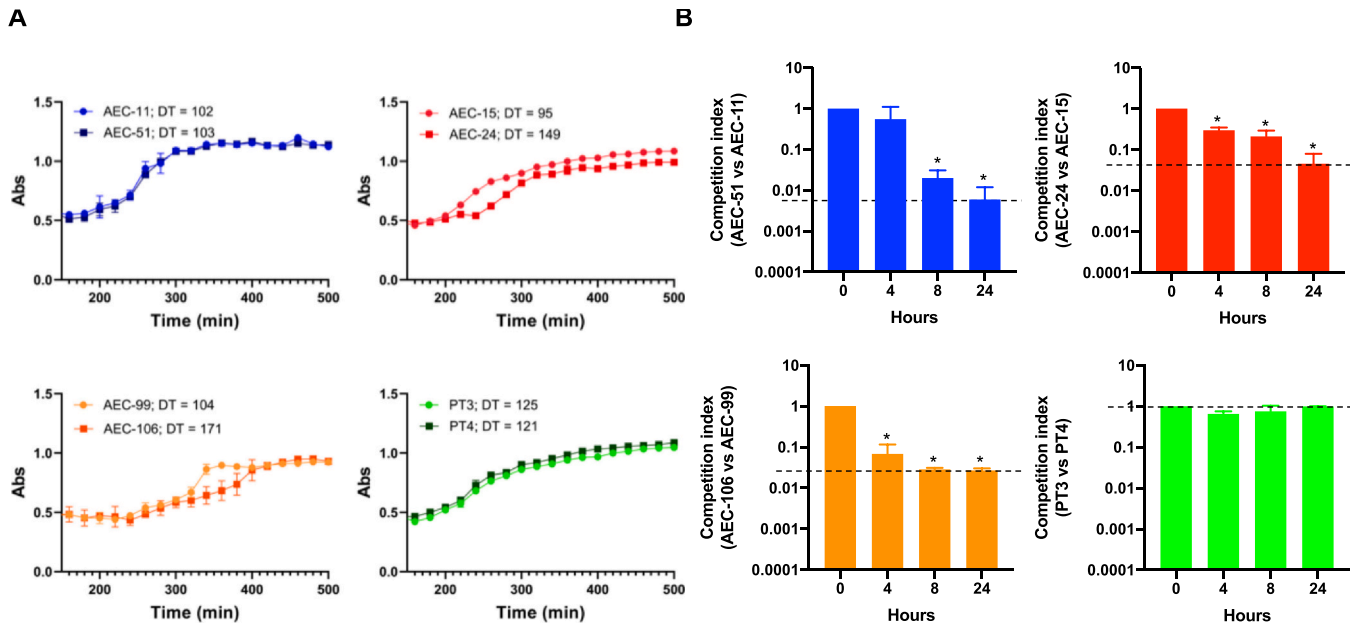 A
B
1.5
1.0
0.5
0.0
Abs
AEC-11; DT = 102
AEC-51; DT = 103
200
300
400
500
Time (min)
1.5
1.0
0.5
0.0
Abs
AEC-15; DT = 95
AEC-24; DT = 149
200
300
400
500
Time (min)
10
1
0.1
0.01
0.001
0.0001
Competition index
(AEC-51 vs AEC-11)
*
*
0
4
8
24
Hours
10
1
0.1
0.01
0.001
0.0001
Competition index
(AEC-24 vs AEC-15)
*
*
*
0
4
8
24
Hours
1.5
1.0
0.5
0.0
Abs
AEC-99; DT = 104
AEC-106; DT = 171
200
300
400
500
Time (min)
1.5
1.0
0.5
0.0
Abs
PT3; DT = 125
PT4; DT = 121
200
300
400
500
Time (min)
10
1
0.1
0.01
0.001
0.0001
Competition index
(AEC-106 vs AEC-99)
*
*
*
0
4
8
24
Hours
10
1
0.1
0.01
0.001
0.0001
Competition index
(PT3 vs PT4)
0
4
8
24
Hours